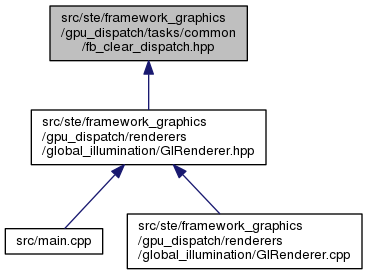 src/ste/framework_graphics
/gpu_dispatch/tasks/common
/fb_clear_dispatch.hpp
src/ste/framework_graphics
/gpu_dispatch/renderers
/global_illumination/GIRenderer.hpp
src/main.cpp
src/ste/framework_graphics
/gpu_dispatch/renderers
/global_illumination/GIRenderer.cpp